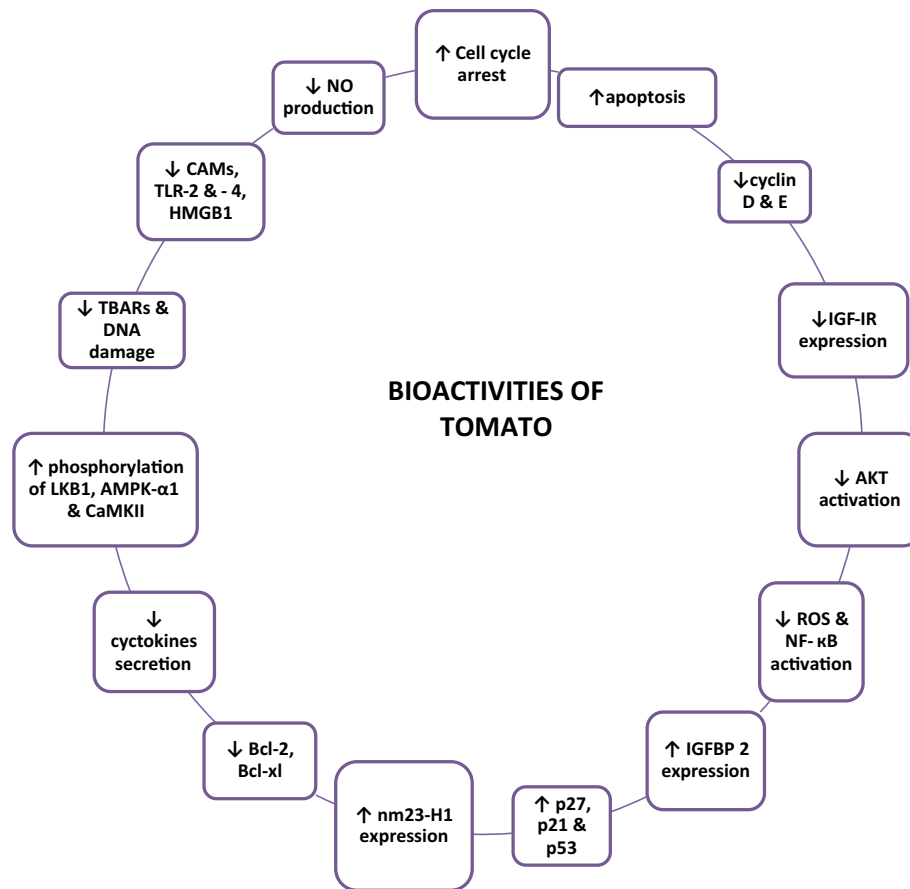 ↑ Cell cycle
arrest
↑apoptosis
↓cyclin
D & E
↓IGF-IR
expression
↓ AKT
activation
↓ ROS &
NF- κB
activation
↑ IGFBP 2
expression
↑ p27,
p21 &
p53
↑ nm23-H1
expression
↓ Bcl-2,
Bcl-xl
↓
cyctokines
secretion
↑ phosphorylation
of LKB1, AMPK-α1
& CaMKII
↓ TBARs &
DNA
damage
↓ CAMs,
TLR-2 & - 4,
HMGB1
↓ NO
production
BIOACTIVITIES OF
TOMATO